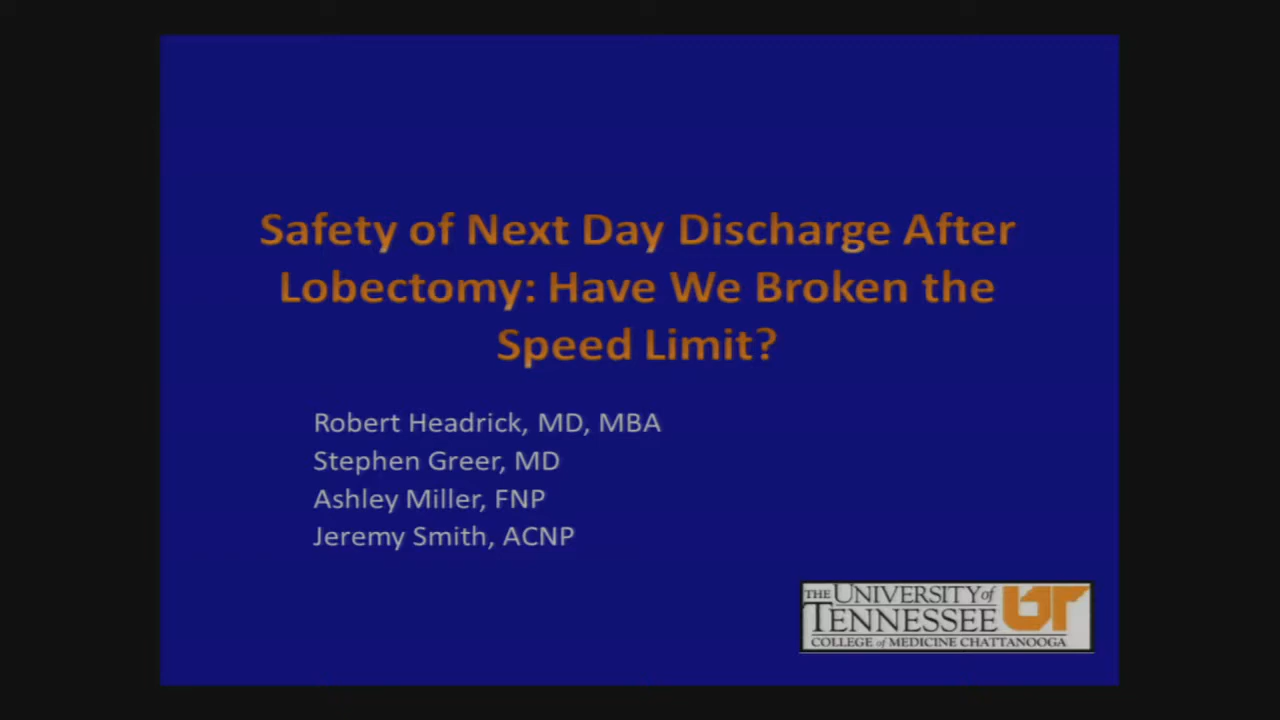 Safety of Next Day Discharge After
Lobectomy: Have We Broken the
Speed Limit?
Robert Headrick, MD, MBA
Stephen Greer, MD
Ashley Miller, FNP
Jeremy Smith, ACNP
THE UNIVERSITY of
TENNESSEE UT
COLLEGE of MEDICINE CHATTANOOGA